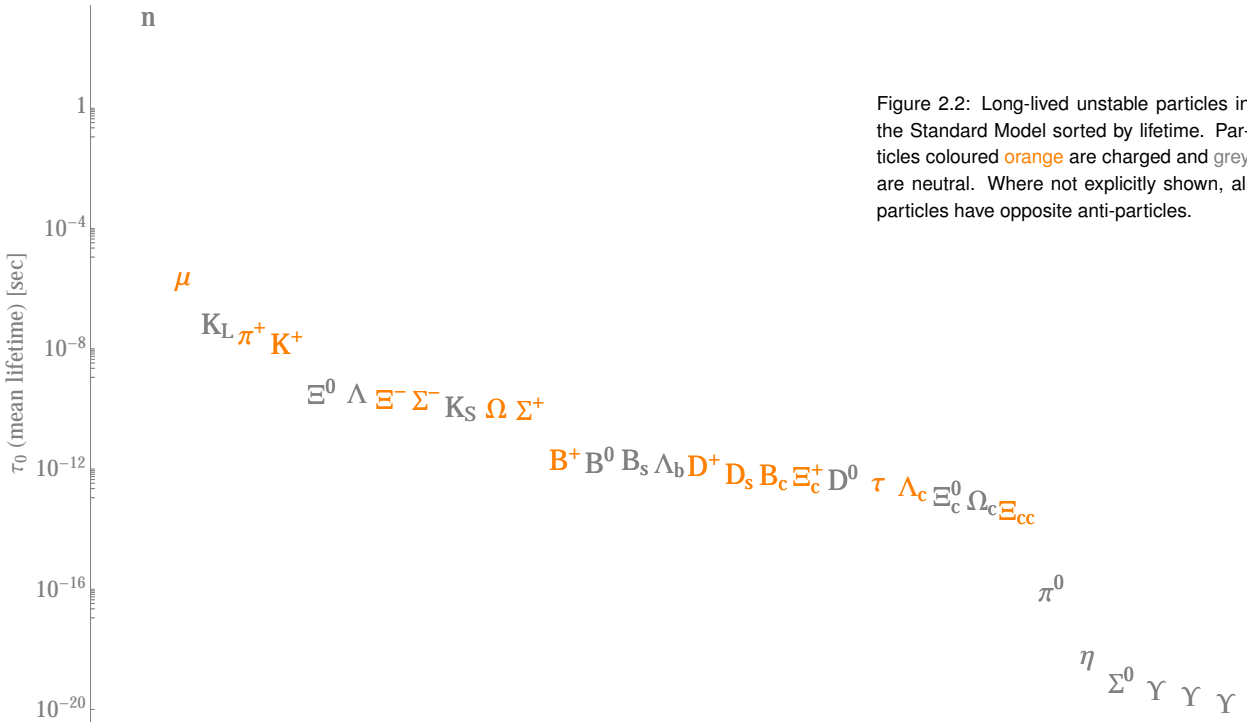 n
1
Figure 2.2: Long-lived unstable particles in
the Standard Model sorted by lifetime. Par-
ticles coloured orange are charged and grey
are neutral. Where not explicitly shown, al
particles have opposite anti-particles.
10⁻⁴
τ₀ (mean lifetime) [sec]
μ
K_L π⁺ K⁺
10⁻⁸
Ξ⁰ Λ Ξ⁻ Σ⁻ K_S Ω Σ⁺
10⁻¹²
B⁺ B⁰ B_s Λ_b D⁺ D_s B_c Ξ_c⁺ D⁰ τ Λ_c Ξ_c⁰ Ω_c Ξ_cc
10⁻¹⁶
π⁰
η
Σ⁰ ϒ ϒ ϒ
10⁻²⁰